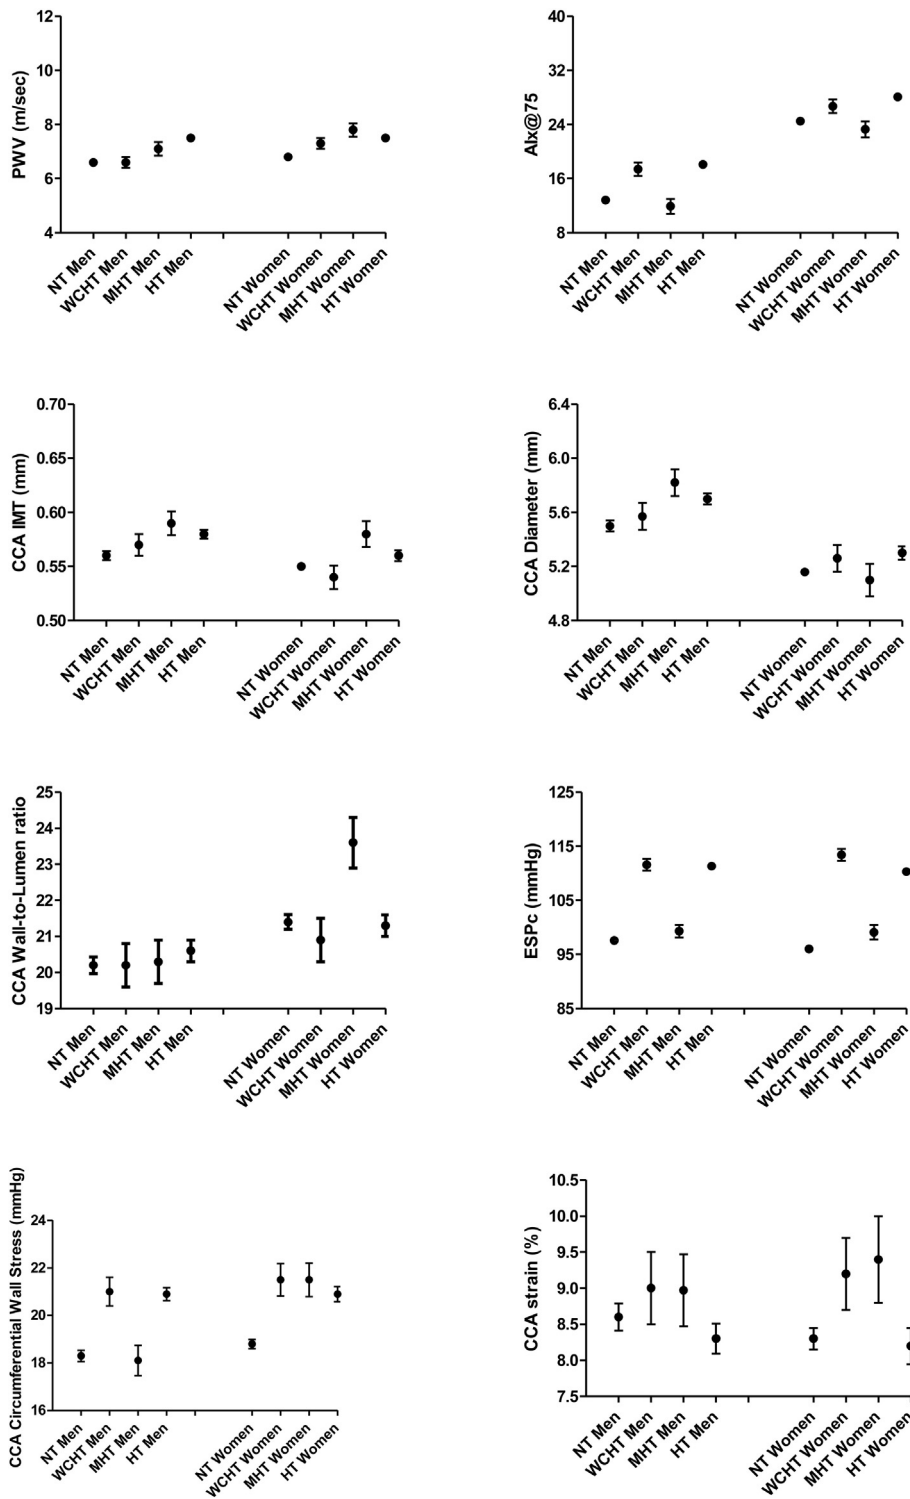 PWV (m/sec)
12
10
8
6
4
NT Men
WCHT Men
MHT Men
HT Men
NT Women
WCHT Women
MHT Women
HT Women
AIx@75
40
32
24
16
8
NT Men
WCHT Men
MHT Men
HT Men
NT Women
WCHT Women
MHT Women
HT Women
CCA IMT (mm)
0.70
0.65
0.60
0.55
0.50
NT Men
WCHT Men
MHT Men
HT Men
NT Women
WCHT Women
MHT Women
HT Women
CCA Diameter (mm)
6.4
6.0
5.6
5.2
4.8
NT Men
WCHT Men
MHT Men
HT Men
NT Women
WCHT Women
MHT Women
HT Women
CCA Wall-to-Lumen ratio
25
24
23
22
21
20
19
NT Men
WCHT Men
MHT Men
HT Men
NT Women
WCHT Women
MHT Women
HT Women
ESPc (mmHg)
125
115
105
95
85
NT Men
WCHT Men
MHT Men
HT Men
NT Women
WCHT Women
MHT Women
HT Women
CCA Circumferential Wall Stress (mmHg)
24
22
20
18
16
NT Men
WCHT Men
MHT Men
HT Men
NT Women
WCHT Women
MHT Women
HT Women
CCA strain (%)
10.5
10.0
9.5
9.0
8.5
8.0
7.5
NT Men
WCHT Men
MHT Men
HT Men
NT Women
WCHT Women
MHT Women
HT Women